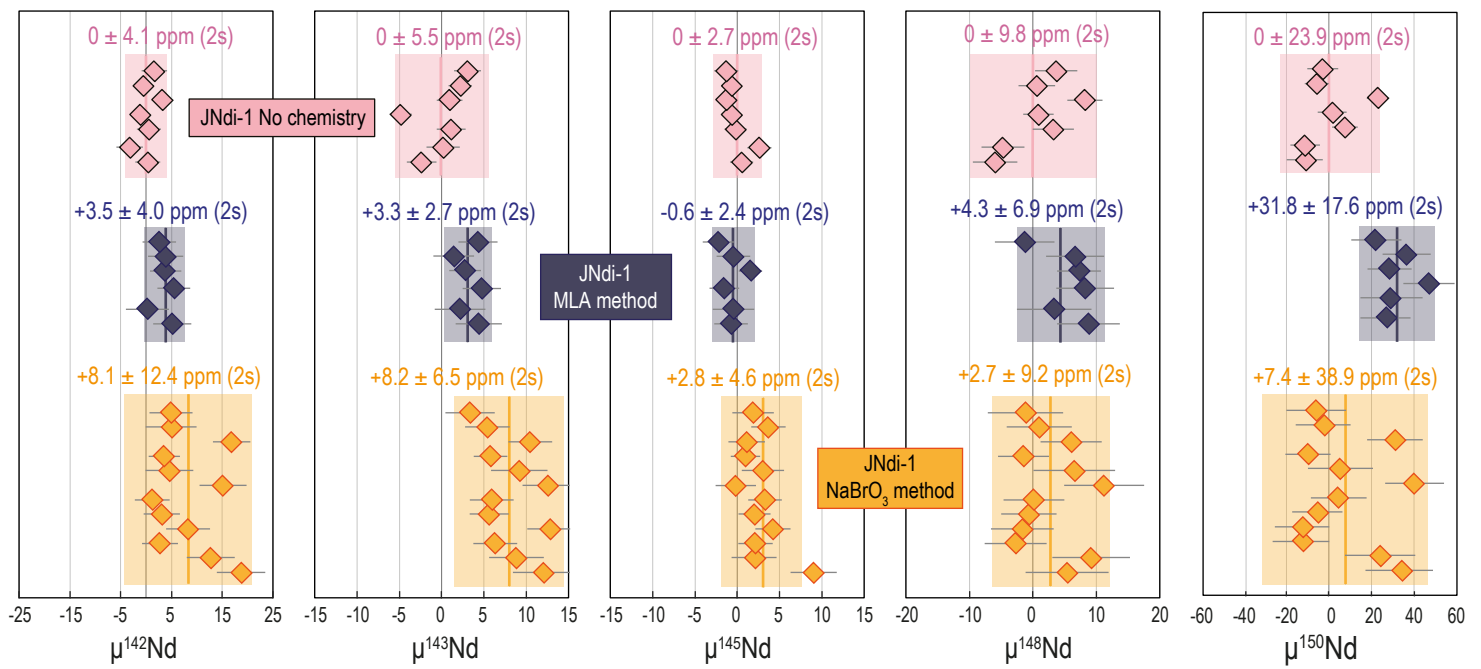 0 ± 4.1 ppm (2s)
0 ± 5.5 ppm (2s)
0 ± 2.7 ppm (2s)
0 ± 9.8 ppm (2s)
0 ± 23.9 ppm (2s)
JNdi-1 No chemistry
+3.5 ± 4.0 ppm (2s)
+3.3 ± 2.7 ppm (2s)
-0.6 ± 2.4 ppm (2s)
+4.3 ± 6.9 ppm (2s)
+31.8 ± 17.6 ppm (2s)
JNdi-1
MLA method
+8.1 ± 12.4 ppm (2s)
+8.2 ± 6.5 ppm (2s)
+2.8 ± 4.6 ppm (2s)
+2.7 ± 9.2 ppm (2s)
+7.4 ± 38.9 ppm (2s)
JNdi-1
NaBrO₃ method
-25 -15 -5 5 15 25
-15 -10 -5 0 5 10 15
-15 -10 -5 0 5 10 15
-20 -10 0 10 20
-60 -40 -20 0 20 40 60
μ¹⁴²Nd
μ¹⁴³Nd
μ¹⁴⁵Nd
μ¹⁴⁸Nd
μ¹⁵⁰Nd